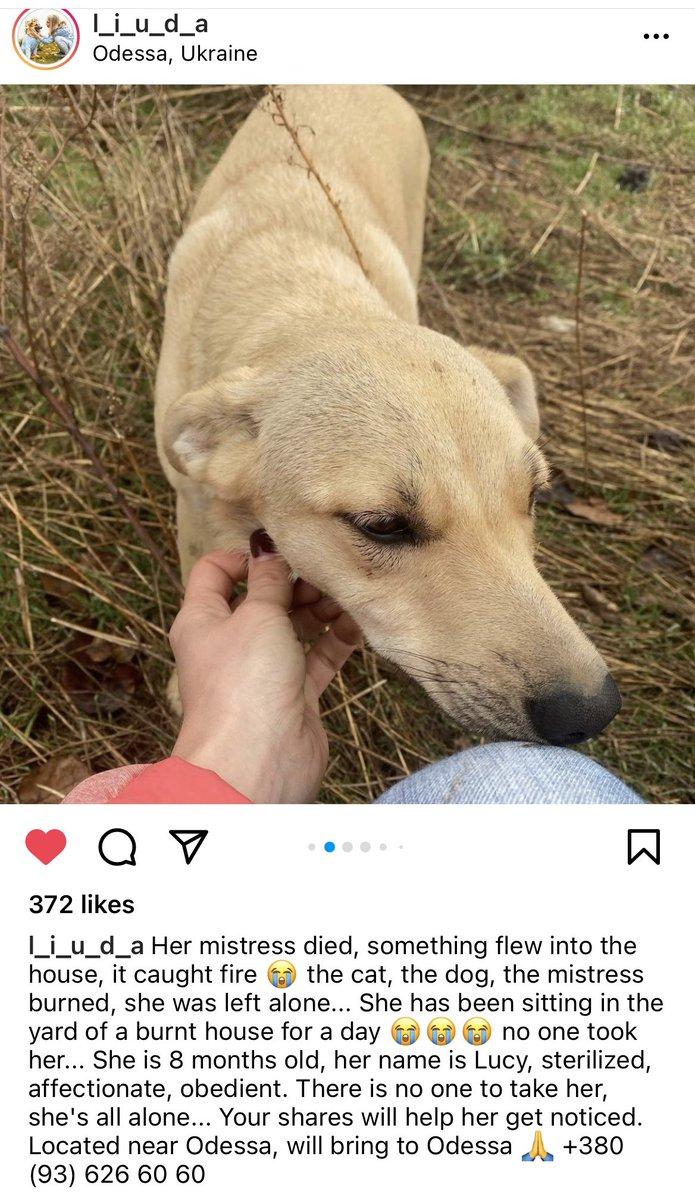 l_i_u_d_a
Odessa, Ukraine
372 likes
l_i_u_d_a Her mistress died, something flew into the
house, it caught fire 😭 the cat, the dog, the mistress
burned, she was left alone... She has been sitting in the
yard of a burnt house for a day 😭😭😭 no one took
her... She is 8 months old, her name is Lucy, sterilized,
affectionate, obedient. There is no one to take her,
she's all alone... Your shares will help her get noticed.
Located near Odessa, will bring to Odessa 🙏 +380
(93) 626 60 60